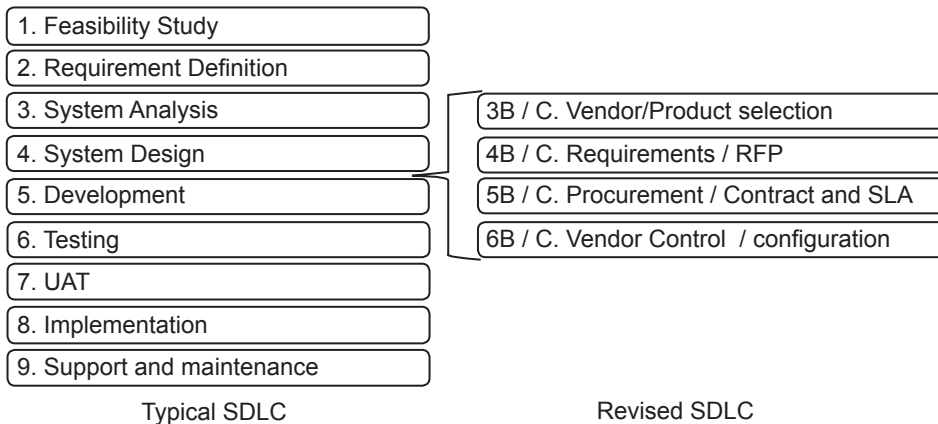 1. Feasibility Study
2. Requirement Definition
3. System Analysis
4. System Design
5. Development
6. Testing
7. UAT
8. Implementation
9. Support and maintenance
Typical SDLC
3B / C. Vendor/Product selection
4B / C. Requirements / RFP
5B / C. Procurement / Contract and SLA
6B / C. Vendor Control / configuration
Revised SDLC